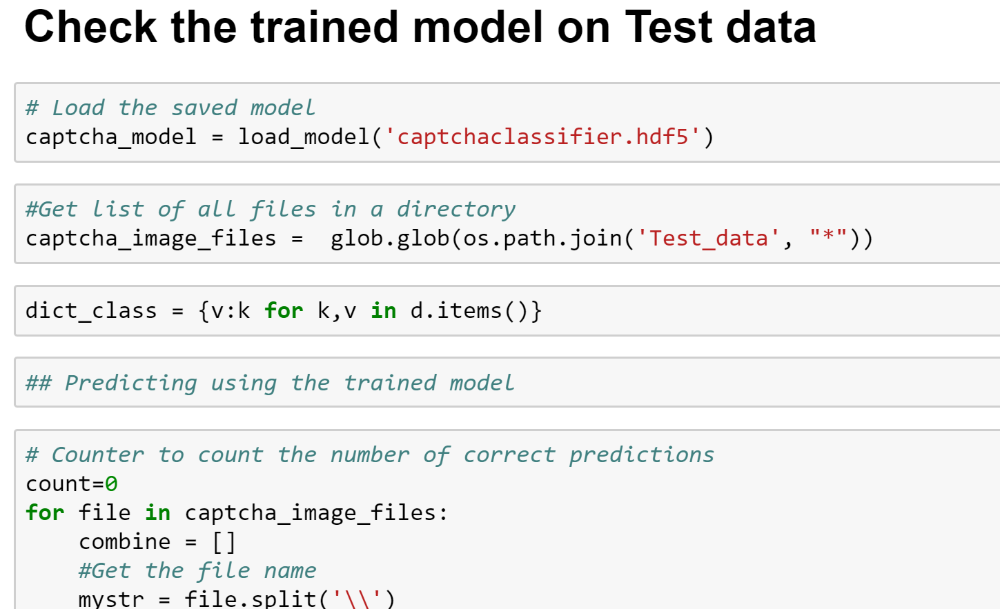 Check the trained model on Test data
# Load the saved model
captcha_model = load_model('captchaclassifier.hdf5')
#Get list of all files in a directory
captcha_image_files =  glob.glob(os.path.join('Test_data', "*"))
dict_class = {v:k for k,v in d.items()}
## Predicting using the trained model
# Counter to count the number of correct predictions
count=0
for file in captcha_image_files:
    combine = []
    #Get the file name
    mystr = file.split('\\')